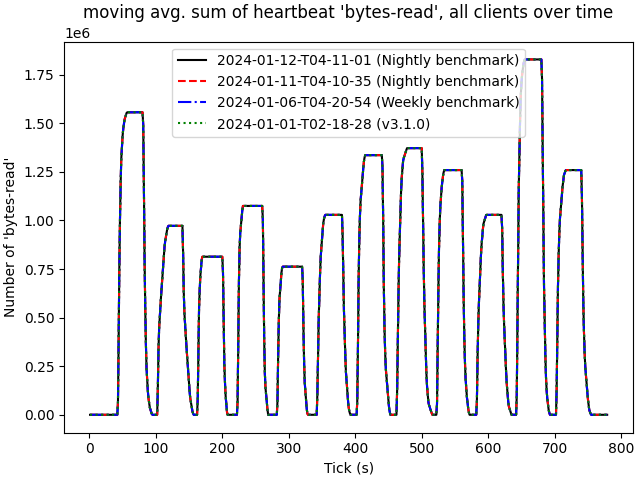 moving avg. sum of heartbeat 'bytes-read', all clients over time
1e6
2024-01-12-T04-11-01 (Nightly benchmark)
2024-01-11-T04-10-35 (Nightly benchmark)
2024-01-06-T04-20-54 (Weekly benchmark)
2024-01-01-T02-18-28 (v3.1.0)
Number of 'bytes-read'
1.75
1.50
1.25
1.00
0.75
0.50
0.25
0.00
0 100 200 300 400 500 600 700 800
Tick (s)